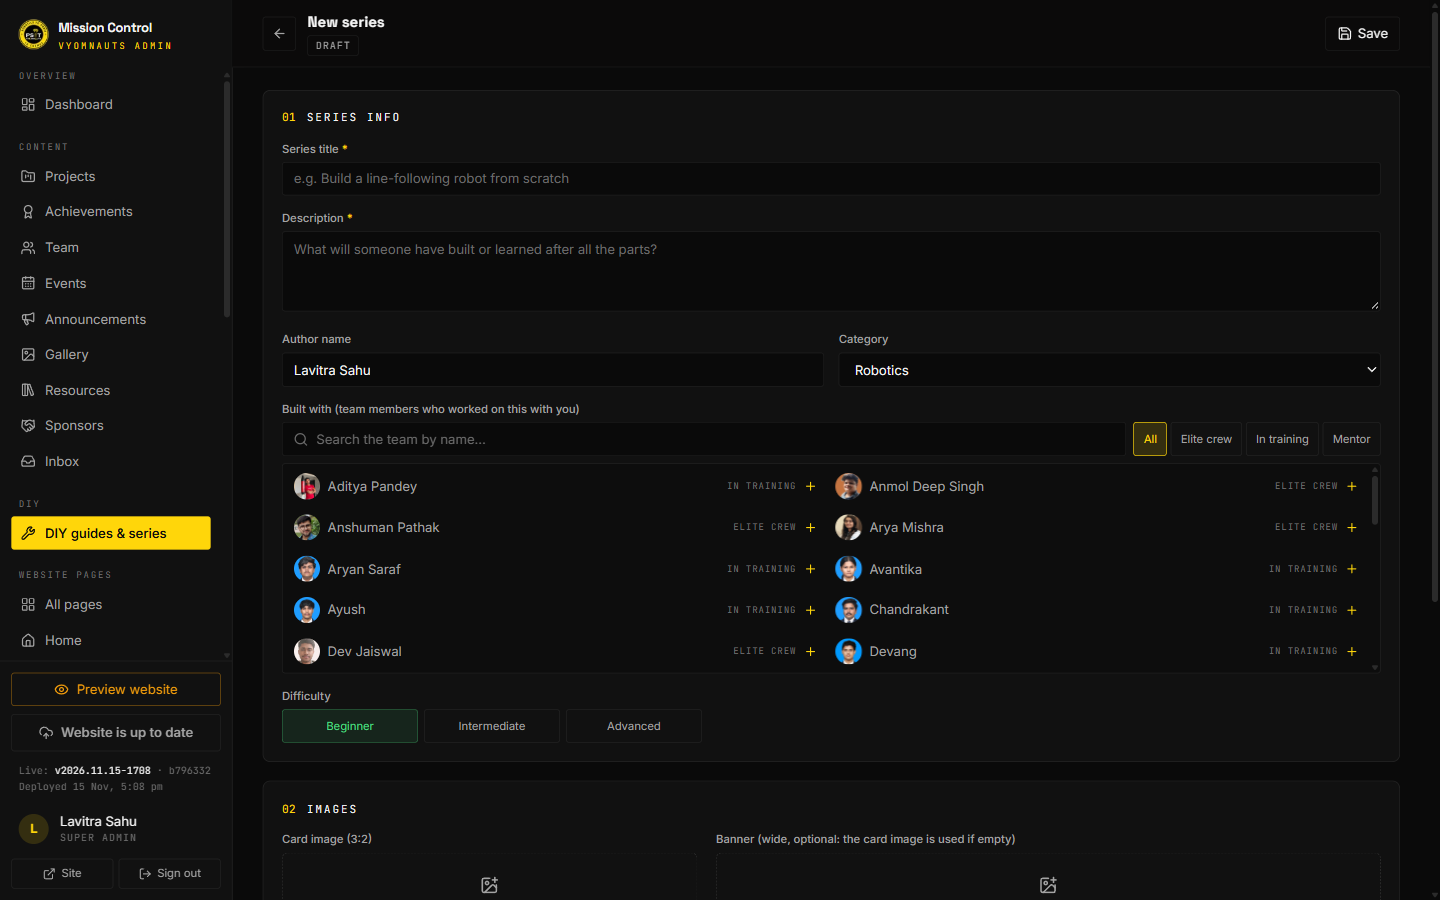 Mission Control
VYOMNAUTS ADMIN
OVERVIEW
Dashboard
CONTENT
Projects
Achievements
Team
Events
Announcements
Gallery
Resources
Sponsors
Inbox
DIY
DIY guides & series
WEBSITE PAGES
All pages
Home
Preview website
Website is up to date
Live: v2026.11.15-1708 · b796332
Deployed 15 Nov, 5:08 pm
L
Lavitra Sahu
SUPER ADMIN
Site
Sign out
New series
DRAFT
Save
01 SERIES INFO
Series title *
e.g. Build a line-following robot from scratch
Description *
What will someone have built or learned after all the parts?
Author name
Category
Lavitra Sahu
Robotics
Built with (team members who worked on this with you)
Search the team by name...
All
Elite crew
In training
Mentor
Aditya Pandey IN TRAINING +
Anmol Deep Singh ELITE CREW +
Anshuman Pathak ELITE CREW +
Arya Mishra ELITE CREW +
Aryan Saraf IN TRAINING +
Avantika IN TRAINING +
Ayush IN TRAINING +
Chandrakant IN TRAINING +
Dev Jaiswal ELITE CREW +
Devang IN TRAINING +
Difficulty
Beginner
Intermediate
Advanced
02 IMAGES
Card image (3:2)
Banner (wide, optional: the card image is used if empty)